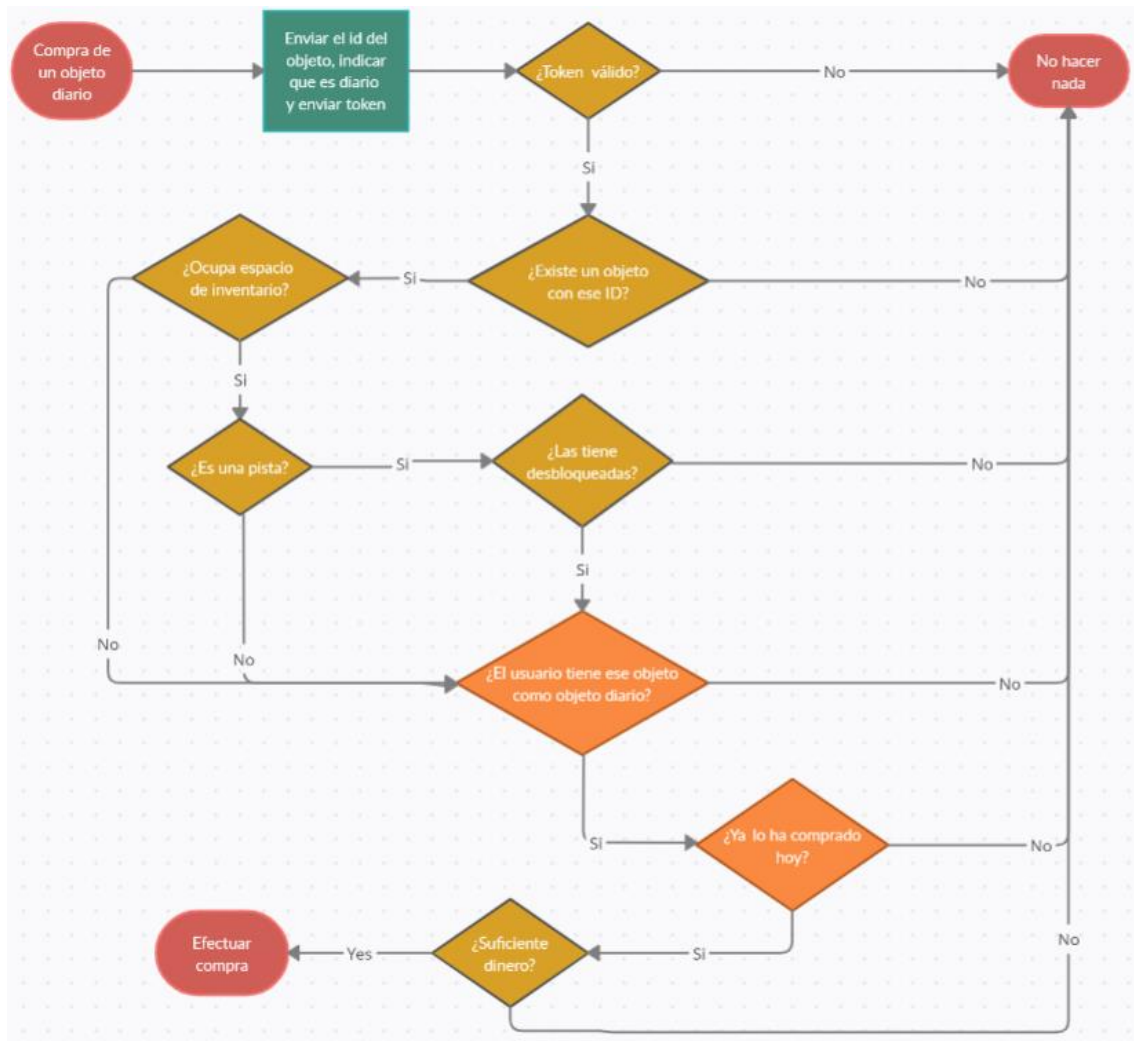 Compra de
un objeto
diario
Enviar el id del
objeto, indicar
que es diario
y enviar token
¿Token válido?
No
No hacer
nada
Si
¿Ocupa espacio
de inventario?
Si
¿Existe un objeto
con ese ID?
No
Si
¿Es una pista?
Si
¿Las tiene
desbloqueadas?
No
Si
No
No
¿El usuario tiene ese objeto
como objeto diario?
No
Si
¿Ya lo ha comprado
hoy?
No
Efectuar
compra
Yes
¿Suficiente
dinero?
Si
No